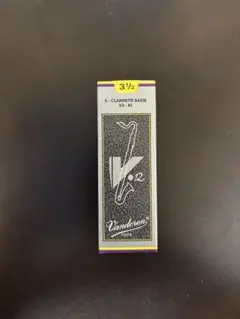 3½
5 - CLARINETTE BASSE
V
12
Vandoren
PARIS